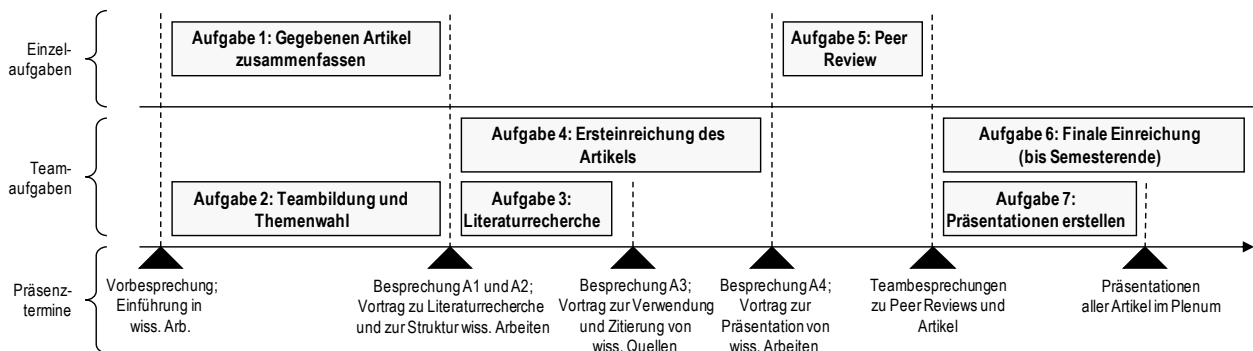 Einzel-
aufgaben
Aufgabe 1: Gegebenen Artikel
zusammenfassen
Aufgabe 5: Peer
Review
Team-
aufgaben
Aufgabe 4: Ersteinreichung des
Artikels
Aufgabe 6: Finale Einreichung
(bis Semesterende)
Aufgabe 2: Teambildung und
Themenwahl
Aufgabe 3:
Literaturrecherche
Aufgabe 7:
Präsentationen erstellen
Präsenz-
termine
Vorbesprechung;
Einführung in
wiss. Arb.
Besprechung A1 und A2;
Vortrag zu Literaturrecherche
und zur Struktur wiss. Arbeiten
Besprechung A3;
Vortrag zur Verwendung
und Zitierung von
wiss. Quellen
Besprechung A4;
Vortrag zur
Präsentation von
wiss. Arbeiten
Teambesprechungen
zu Peer Reviews und
Artikel
Präsentationen
aller Artikel im Plenum